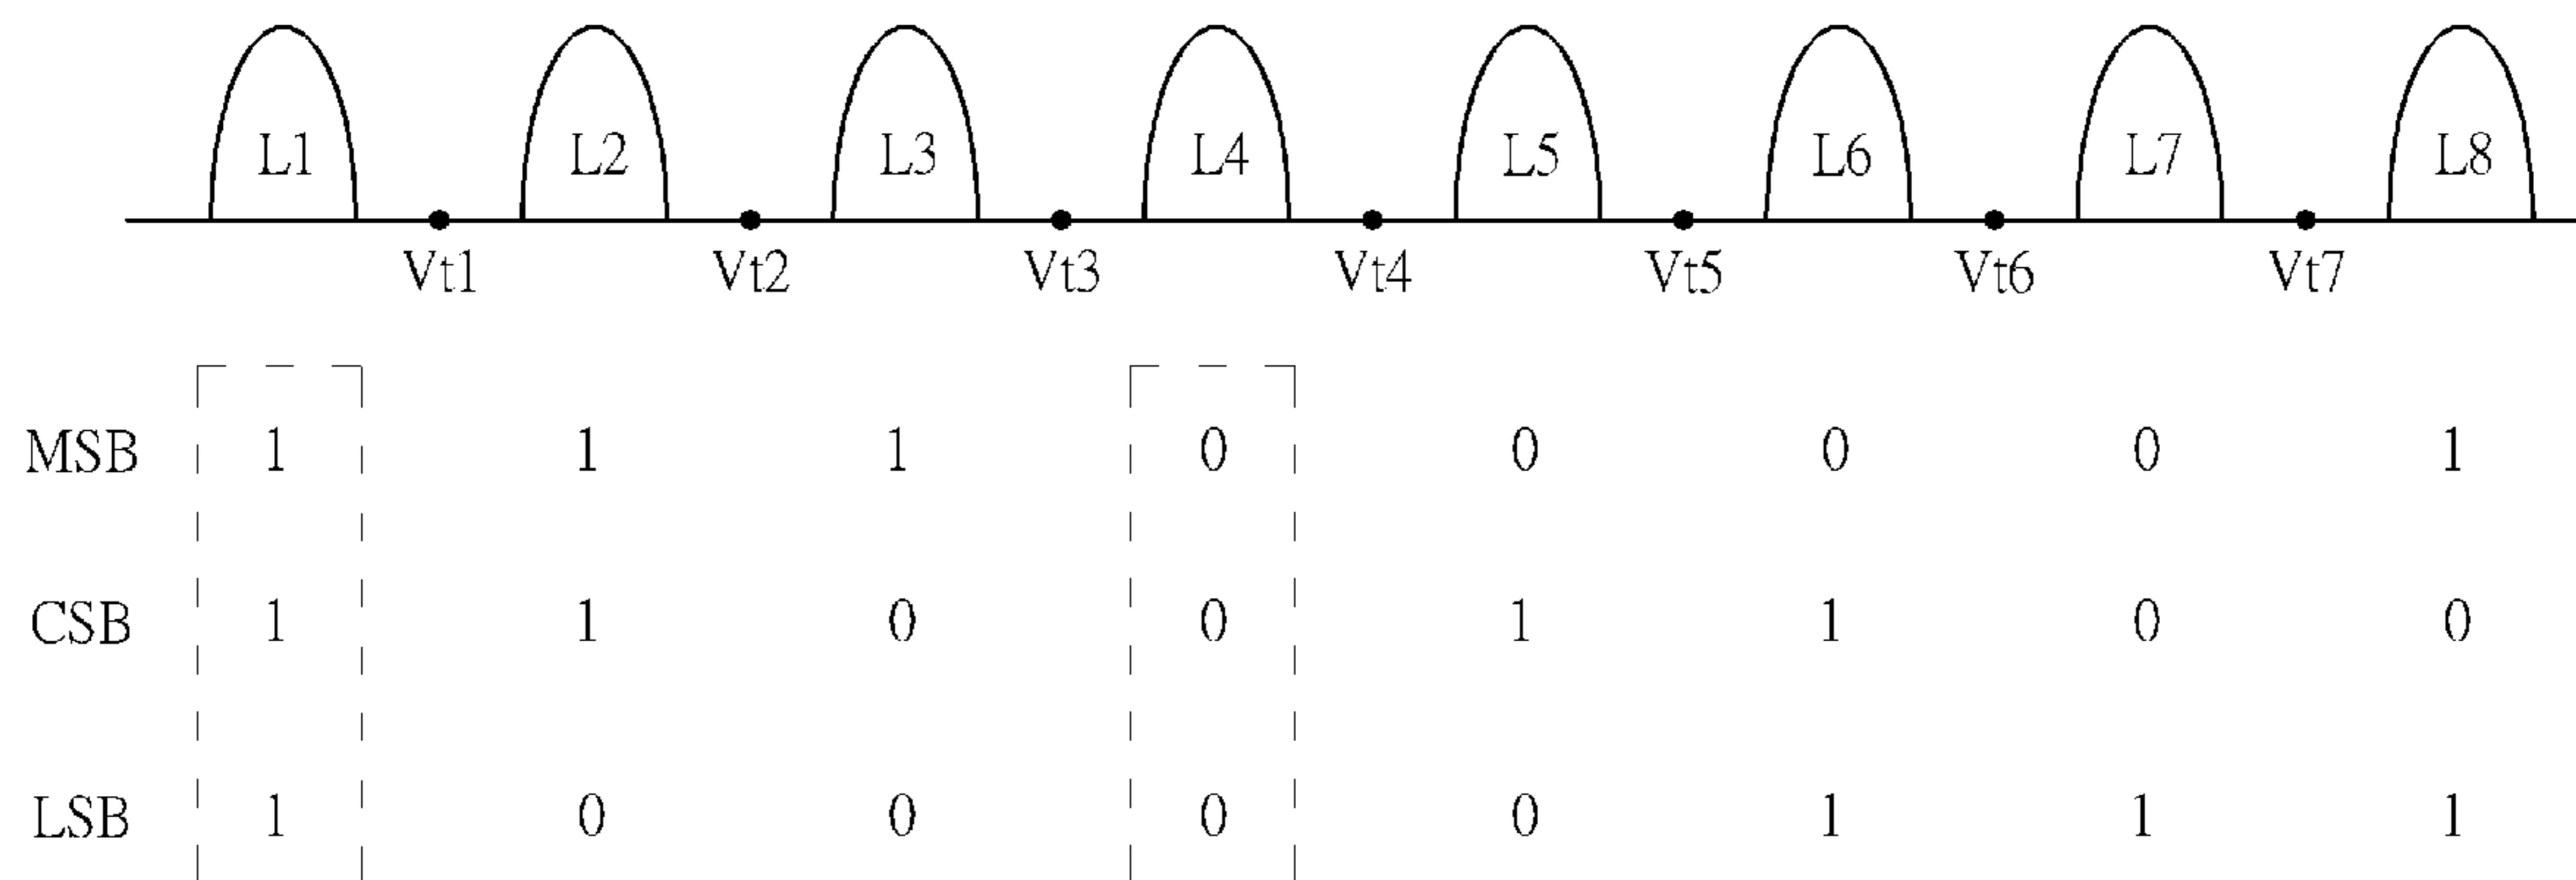 L1 L2 L3 L4 L5 L6 L7 L8
Vt1 Vt2 Vt3 Vt4 Vt5 Vt6 Vt7
MSB 1 1 1 0 0 0 0 1
CSB 1 1 0 0 1 1 0 0
LSB 1 0 0 0 0 1 1 1